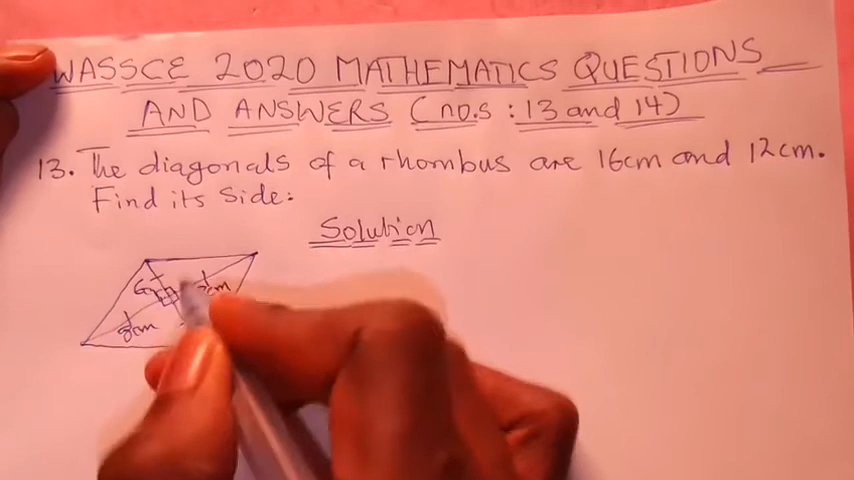 WASSCE 2020 MATHEMATICS QUESTIONS
AND ANSWERS (no.s : 13 and 14)
13. The diagonals of a rhombus are 16cm and 12cm.
Find its side:
Solution
8cm